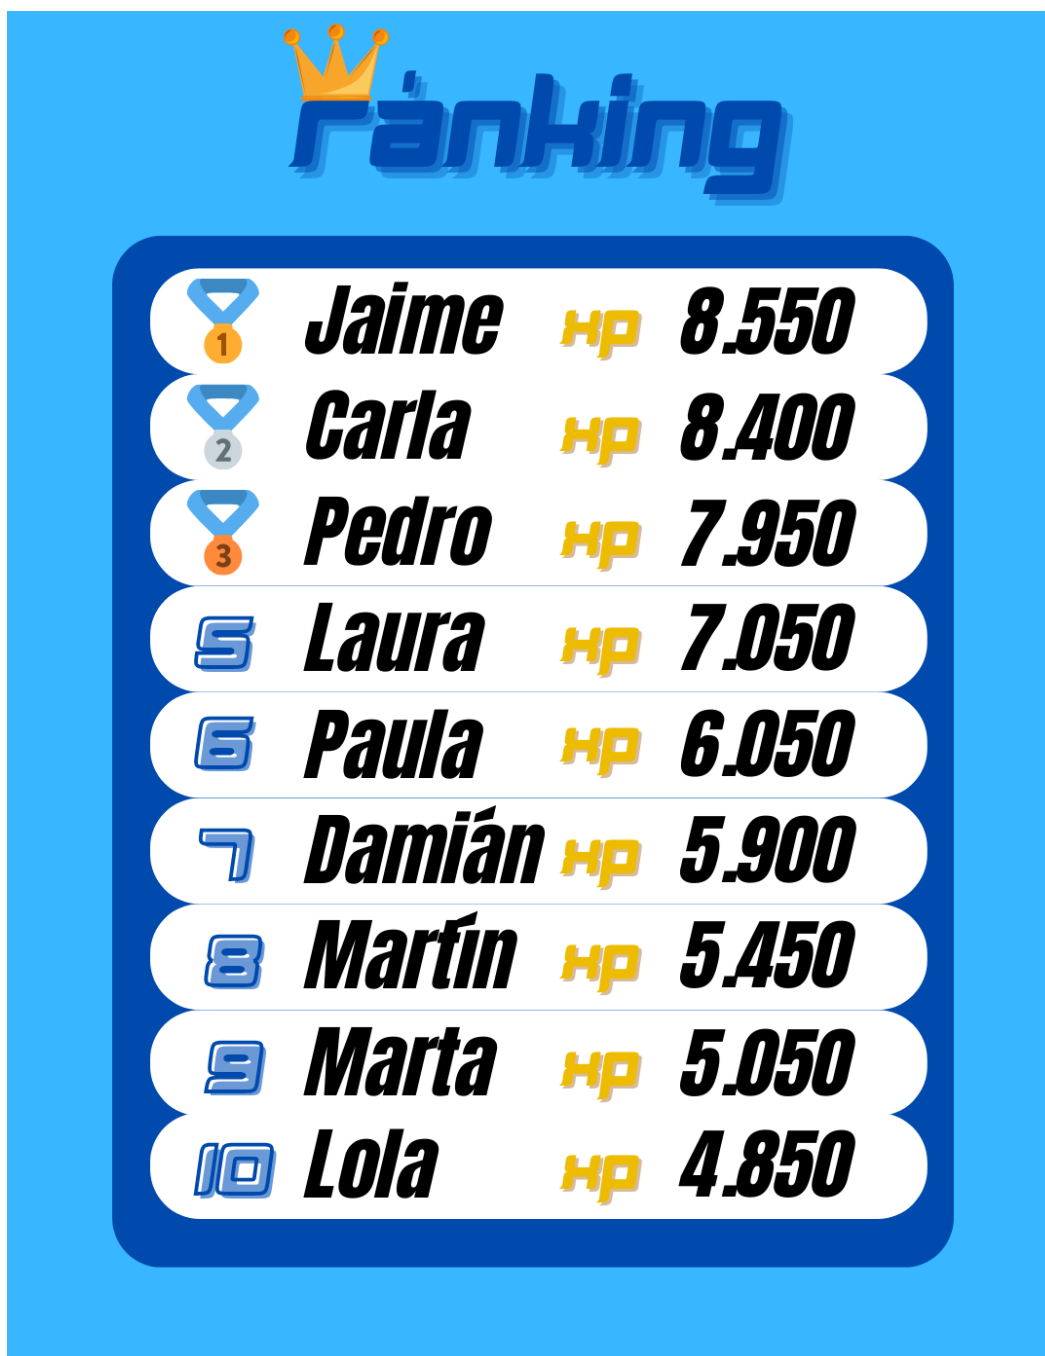 ránking
1 Jaime xp 8.550
2 Carla xp 8.400
3 Pedro xp 7.950
5 Laura xp 7.050
6 Paula xp 6.050
7 Damián xp 5.900
8 Martín xp 5.450
9 Marta xp 5.050
10 Lola xp 4.850